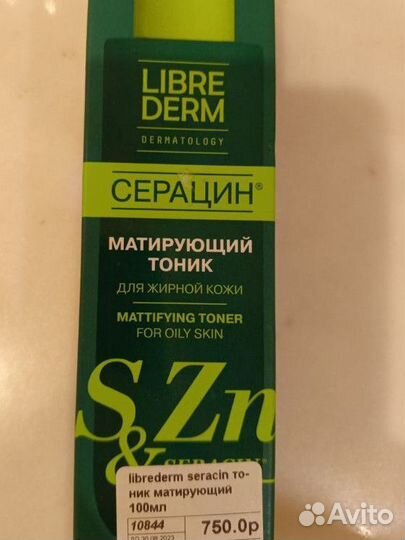 LIBRE
DERM
DERMATOLOGY
СЕРАЦИН®
МАТИРУЮЩИЙ
ТОНИК
ДЛЯ ЖИРНОЙ КОЖИ
MATTIFYING TONER
FOR OILY SKIN
S&Zn
librederm seracin то-
ник матирующий
100мл
10844
750.0р
Avito